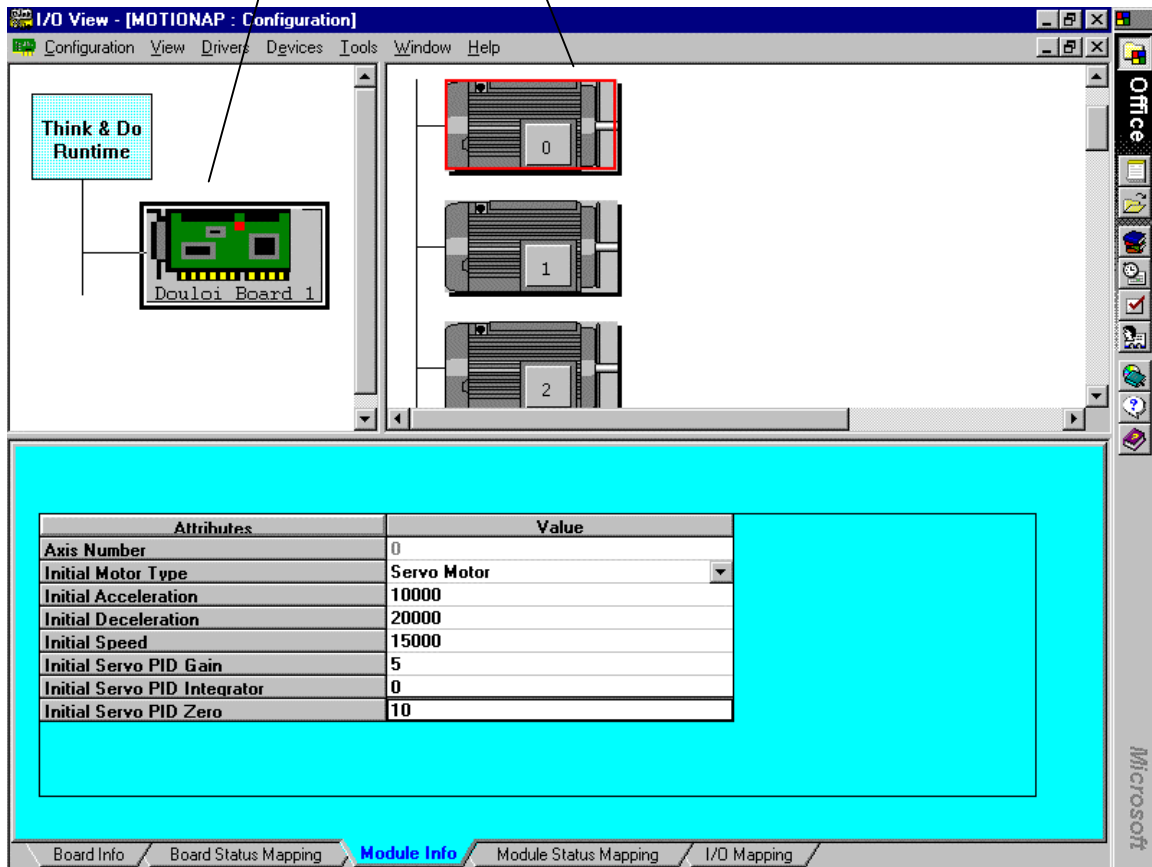 I/O View - [MOTIONAP : Configuration]
Configuration View Drivers Devices Tools Window Help
Think & Do
Runtime
Douloi Board 1
0
1
2
Office
Attributes Value
Axis Number 0
Initial Motor Type Servo Motor
Initial Acceleration 10000
Initial Deceleration 20000
Initial Speed 15000
Initial Servo PID Gain 5
Initial Servo PID Integrator 0
Initial Servo PID Zero 10
Board Info Board Status Mapping Module Info Module Status Mapping I/O Mapping
Microsoft